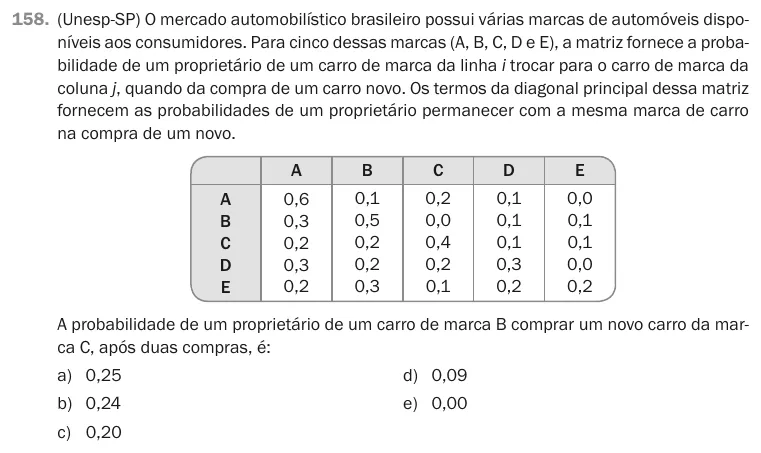 158. (Unesp-SP) O mercado automobilístico brasileiro possui várias marcas de automóveis dispo-
níveis aos consumidores. Para cinco dessas marcas (A, B, C, D e E), a matriz fornece a proba-
bilidade de um proprietário de um carro de marca da linha i trocar para o carro de marca da
coluna j, quando da compra de um carro novo. Os termos da diagonal principal dessa matriz
fornecem as probabilidades de um proprietário permanecer com a mesma marca de carro
na compra de um novo.
A B C D E
A 0,6 0,1 0,2 0,1 0,0
B 0,3 0,5 0,0 0,1 0,1
C 0,2 0,2 0,4 0,1 0,1
D 0,3 0,2 0,2 0,3 0,0
E 0,2 0,3 0,1 0,2 0,2
A probabilidade de um proprietário de um carro de marca B comprar um novo carro da mar-
ca C, após duas compras, é:
a) 0,25 d) 0,09
b) 0,24 e) 0,00
c) 0,20